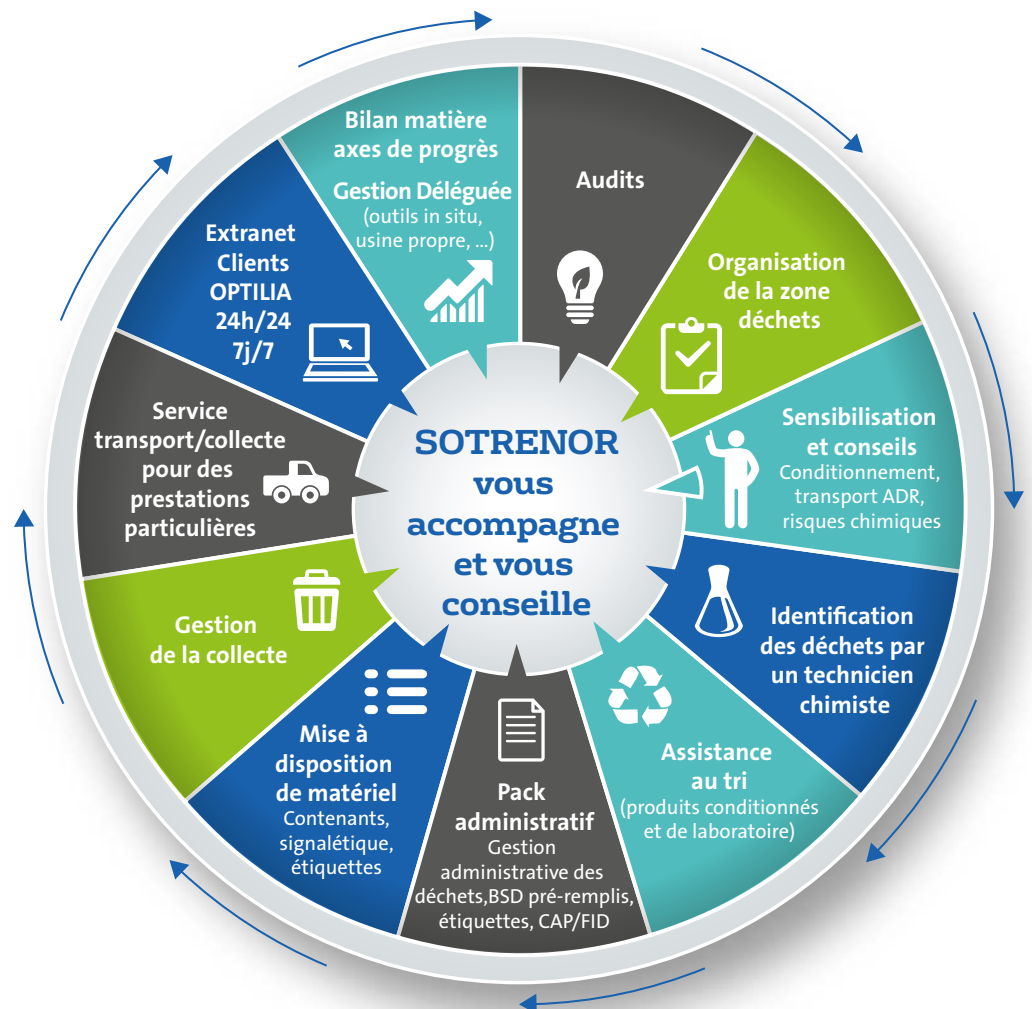 SOTRENOR
vous
accompagne
et vous
conseille
Audits
Organisation
de la zone
déchets
Sensibilisation
et conseils
Conditionnement,
transport ADR,
risques chimiques
Identification
des déchets par
un technicien
chimiste
Assistance
au tri
(produits conditionnés
et de laboratoire)
Pack
administratif
Gestion
administrative des
déchets,BSD pré-remplis,
étiquettes, CAP/FID
Mise à
disposition
de matériel
Contenants,
signalétique,
étiquettes
Gestion
de la collecte
Service
transport/collecte
pour des
prestations
particulières
Extranet
Clients
OPTILIA
24h/24
7j/7
Bilan matière
axes de progrès
Gestion Déléguée
(outils in situ,
usine propre, ...)